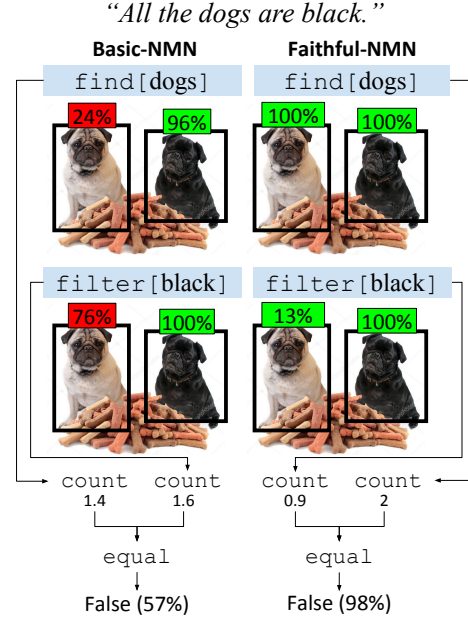 “All the dogs are black.”
Basic-NMN Faithful-NMN
find[dogs] find[dogs]
24% 96% 100% 100%
filter[black] filter[black]
76% 100% 13% 100%
count count count count
1.4 1.6 0.9 2
equal equal
False (57%) False (98%)